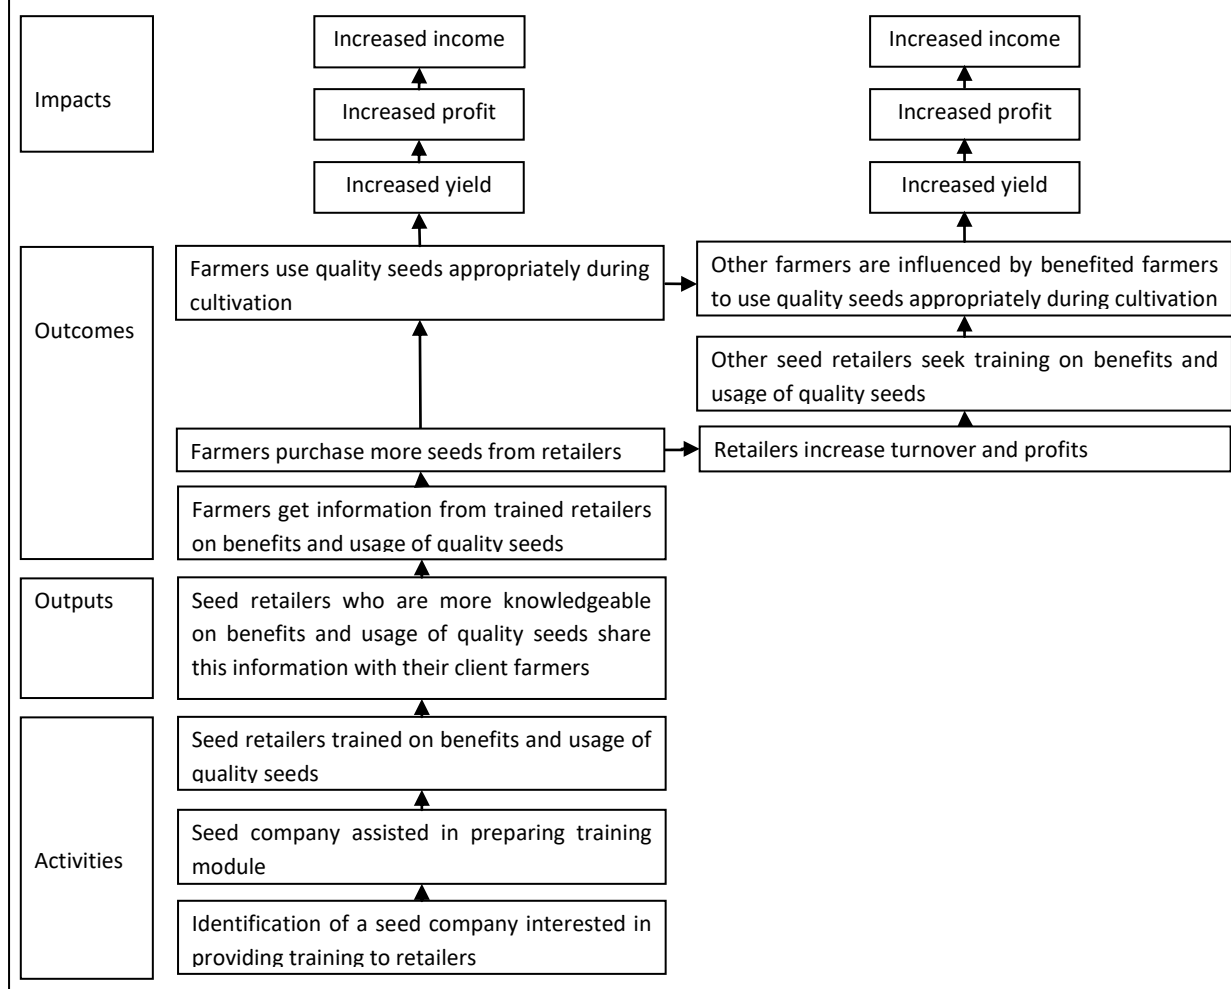 Impacts
Increased income
Increased profit
Increased yield
Increased income
Increased profit
Increased yield
Outcomes
Farmers use quality seeds appropriately during
cultivation
Other farmers are influenced by benefited farmers
to use quality seeds appropriately during cultivation
Other seed retailers seek training on benefits and
usage of quality seeds
Farmers purchase more seeds from retailers
Retailers increase turnover and profits
Farmers get information from trained retailers
on benefits and usage of quality seeds
Outputs
Seed retailers who are more knowledgeable
on benefits and usage of quality seeds share
this information with their client farmers
Activities
Seed retailers trained on benefits and usage of
quality seeds
Seed company assisted in preparing training
module
Identification of a seed company interested in
providing training to retailers